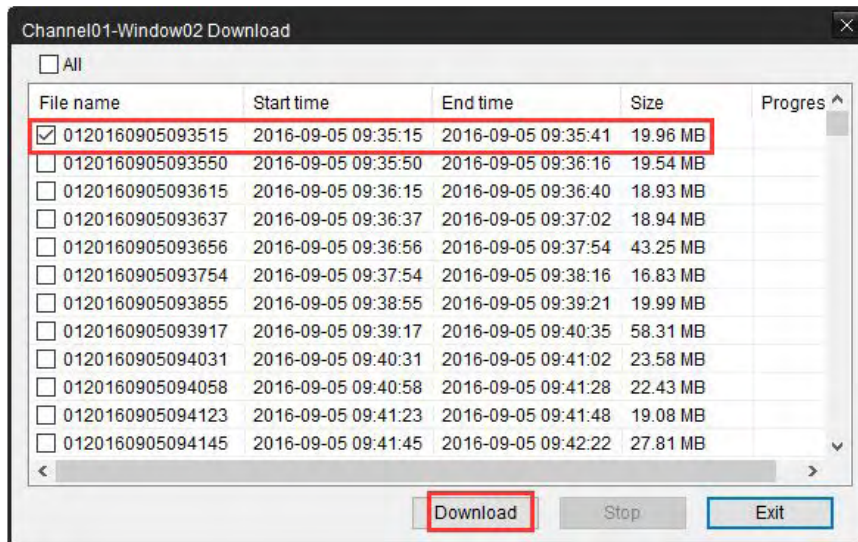 Channel01-Window02 Download
All
File name Start time End time Size Progres
0120160905093515 2016-09-05 09:35:15 2016-09-05 09:35:41 19.96 MB
0120160905093550 2016-09-05 09:35:50 2016-09-05 09:36:16 19.54 MB
0120160905093615 2016-09-05 09:36:15 2016-09-05 09:36:40 18.93 MB
0120160905093637 2016-09-05 09:36:37 2016-09-05 09:37:02 18.94 MB
0120160905093656 2016-09-05 09:36:56 2016-09-05 09:37:54 43.25 MB
0120160905093754 2016-09-05 09:37:54 2016-09-05 09:38:16 16.83 MB
0120160905093855 2016-09-05 09:38:55 2016-09-05 09:39:21 19.99 MB
0120160905093917 2016-09-05 09:39:17 2016-09-05 09:40:35 58.31 MB
0120160905094031 2016-09-05 09:40:31 2016-09-05 09:41:02 23.58 MB
0120160905094058 2016-09-05 09:40:58 2016-09-05 09:41:28 22.43 MB
0120160905094123 2016-09-05 09:41:23 2016-09-05 09:41:48 19.08 MB
0120160905094145 2016-09-05 09:41:45 2016-09-05 09:42:22 27.81 MB
Download Stop Exit